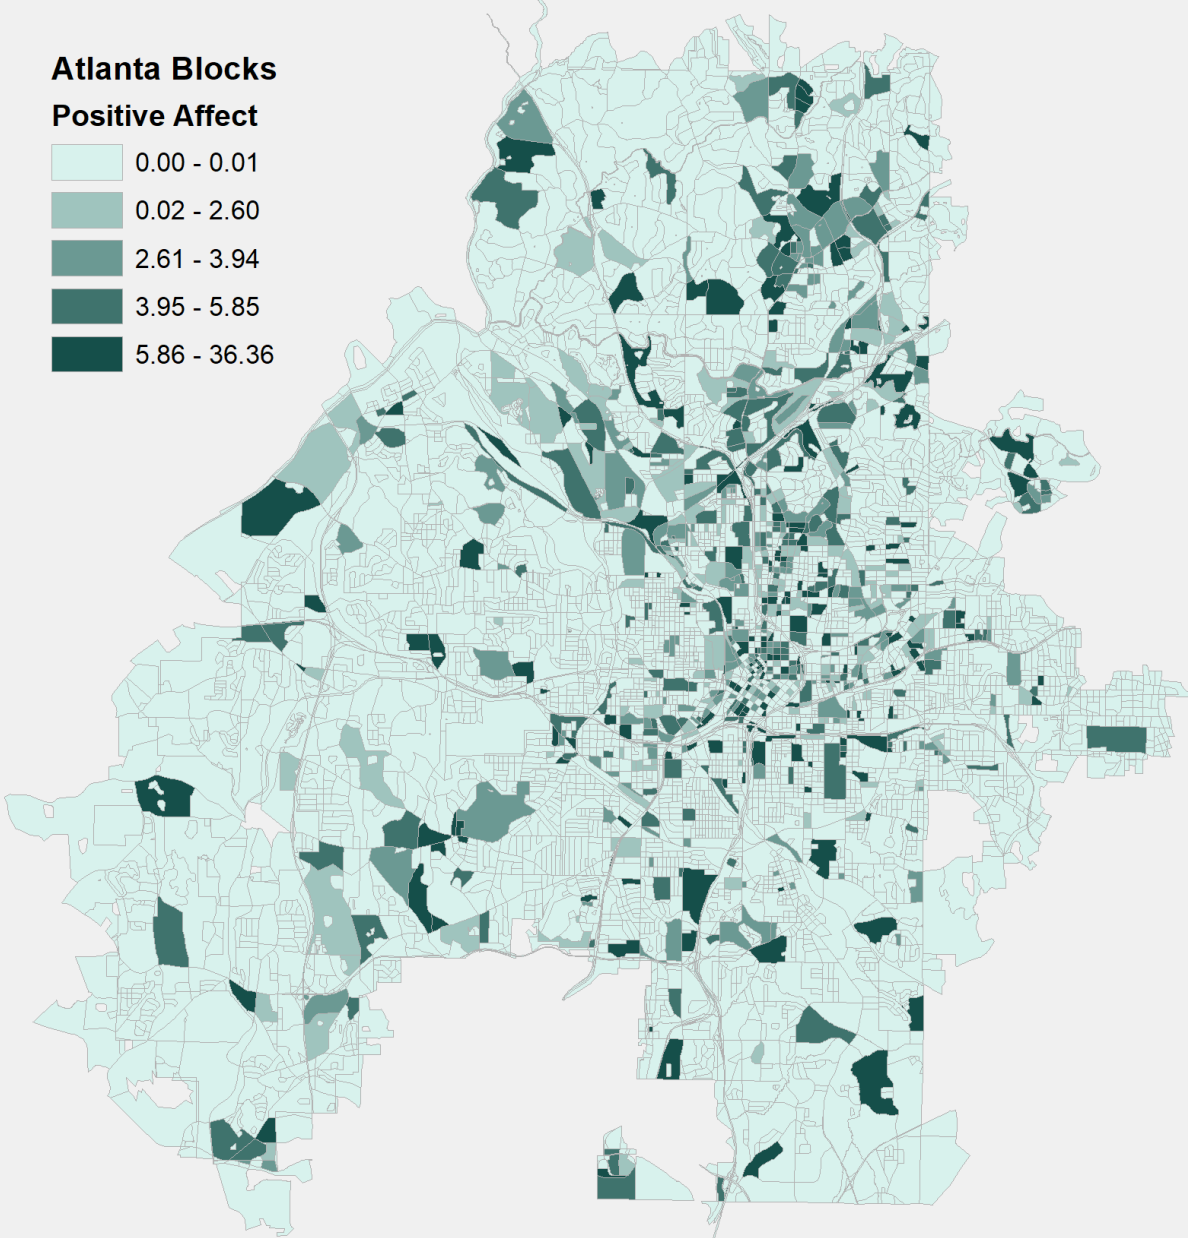 Atlanta Blocks
Positive Affect
0.00 - 0.01
0.02 - 2.60
2.61 - 3.94
3.95 - 5.85
5.86 - 36.36